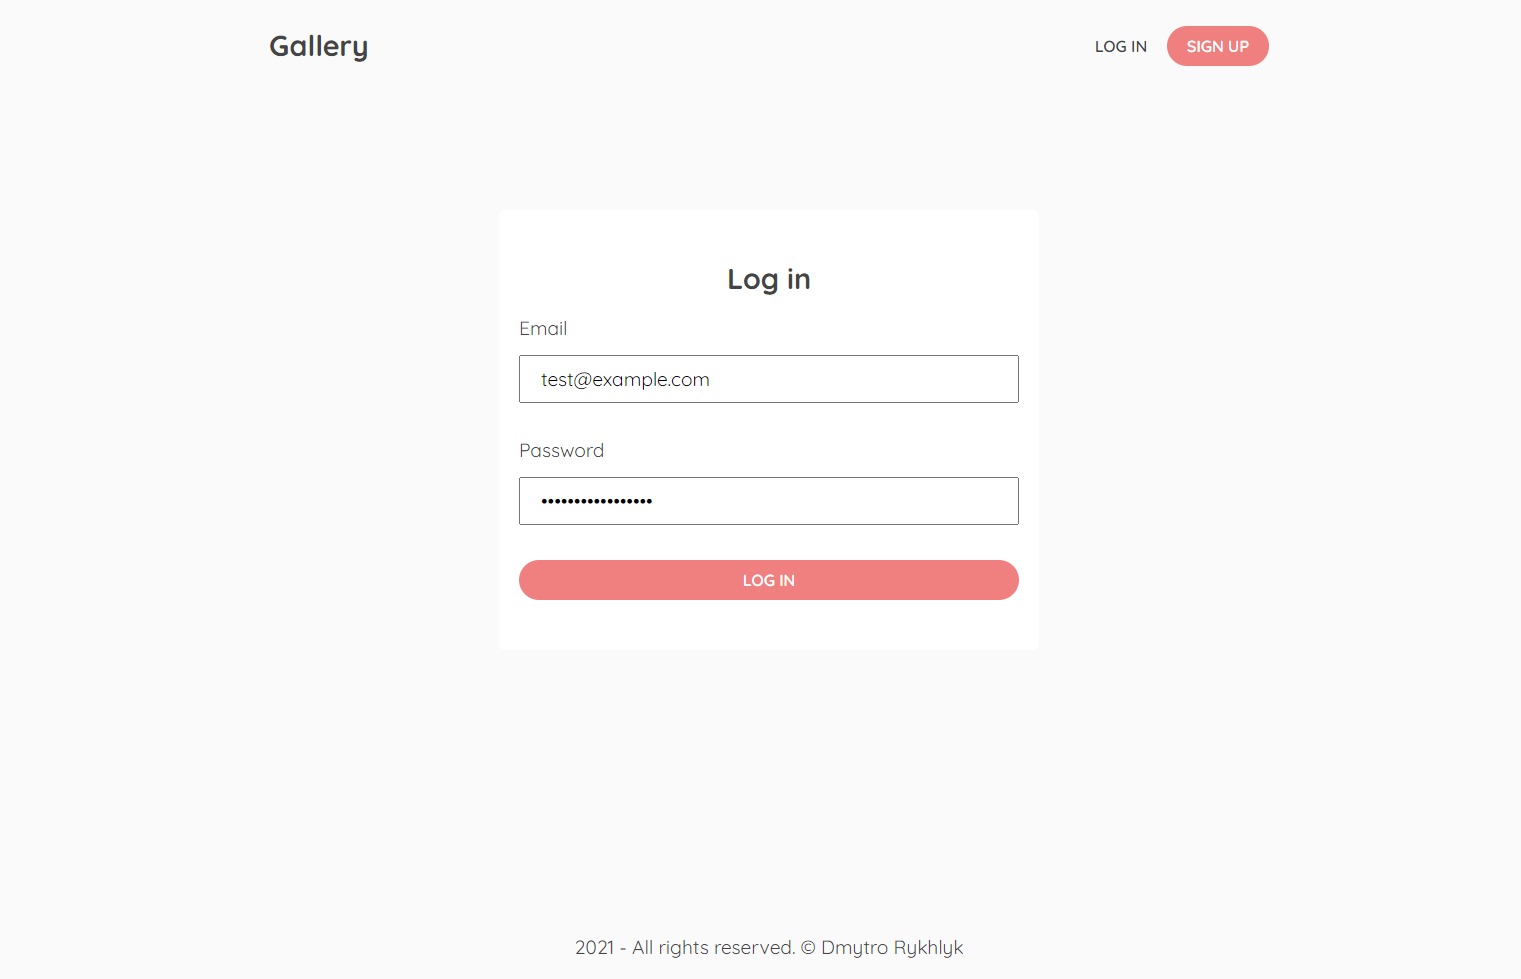 Gallery
LOG IN
SIGN UP
Log in
Email
test@example.com
Password
•••••••••••••••••
LOG IN
2021 - All rights reserved. © Dmytro Rykhlyk